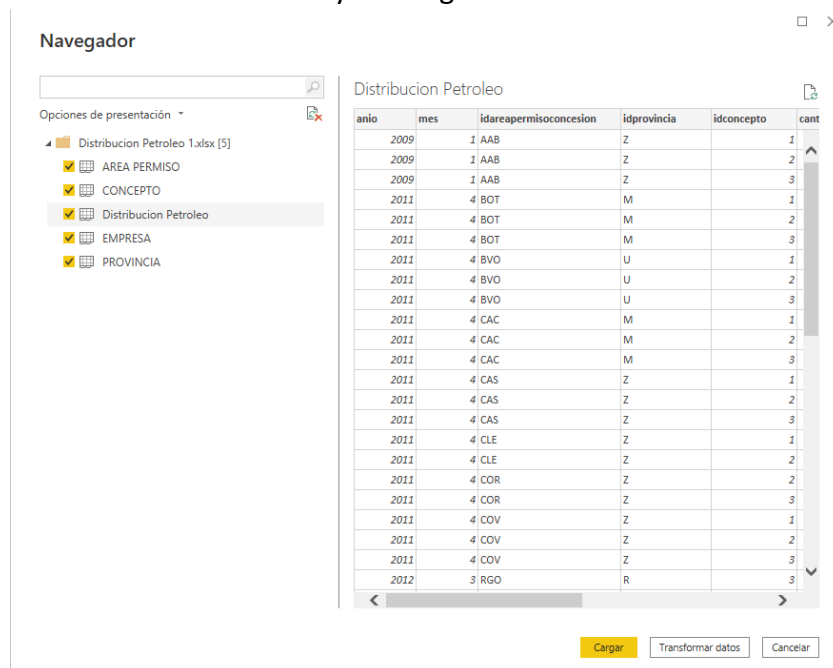 Navegador
Opciones de presentación
Distribucion Petroleo 1.xlsx [5]
AREA PERMISO
CONCEPTO
Distribucion Petroleo
EMPRESA
PROVINCIA
Distribucion Petroleo
anio mes idareapermisoconcesion idprovincia idconcepto cant
2009 1 AAB Z 1
2009 1 AAB Z 2
2009 1 AAB Z 3
2011 4 BOT M 1
2011 4 BOT M 2
2011 4 BOT M 3
2011 4 BVO U 1
2011 4 BVO U 2
2011 4 BVO U 3
2011 4 CAC M 1
2011 4 CAC M 2
2011 4 CAC M 3
2011 4 CAS Z 1
2011 4 CAS Z 2
2011 4 CAS Z 3
2011 4 CLE Z 1
2011 4 CLE Z 2
2011 4 COR Z 2
2011 4 COR Z 3
2011 4 COV Z 1
2011 4 COV Z 2
2011 4 COV Z 3
2012 3 RGO R 3
Cargar Transformar datos Cancelar